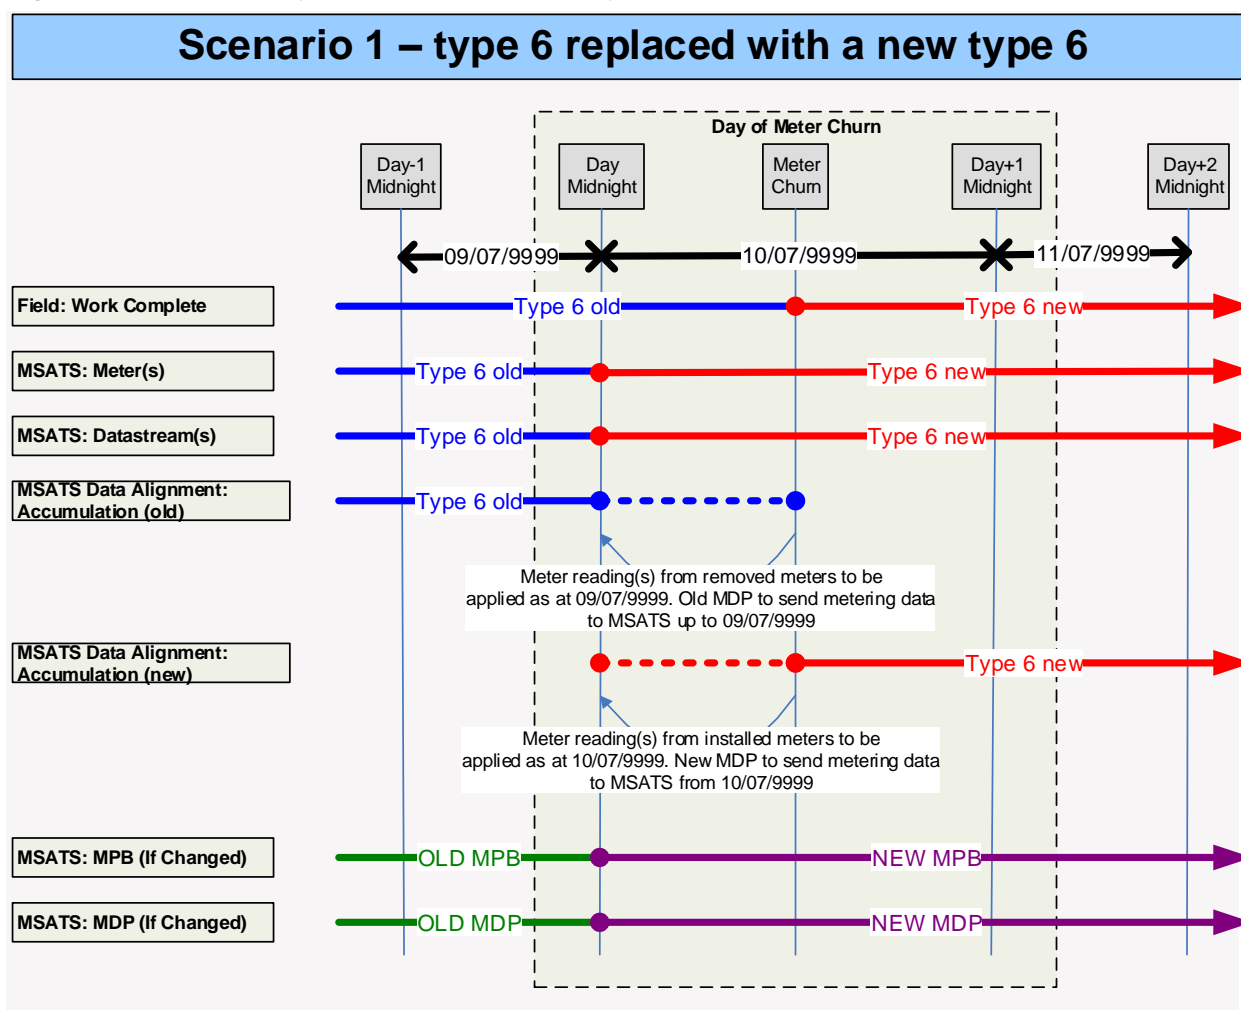 Scenario 1 – type 6 replaced with a new type 6
Day of Meter Churn
Day-1
Midnight
Day
Midnight
Meter
Churn
Day+1
Midnight
Day+2
Midnight
09/07/9999
10/07/9999
11/07/9999
Field: Work Complete
Type 6 old
Type 6 new
MSATS: Meter(s)
Type 6 old
Type 6 new
MSATS: Datastream(s)
Type 6 old
Type 6 new
MSATS Data Alignment:
Accumulation (old)
Type 6 old
Meter reading(s) from removed meters to be
applied as at 09/07/9999. Old MDP to send metering data
to MSATS up to 09/07/9999
MSATS Data Alignment:
Accumulation (new)
Type 6 new
Meter reading(s) from installed meters to be
applied as at 10/07/9999. New MDP to send metering data
to MSATS from 10/07/9999
MSATS: MPB (If Changed)
OLD MPB
NEW MPB
MSATS: MDP (If Changed)
OLD MDP
NEW MDP